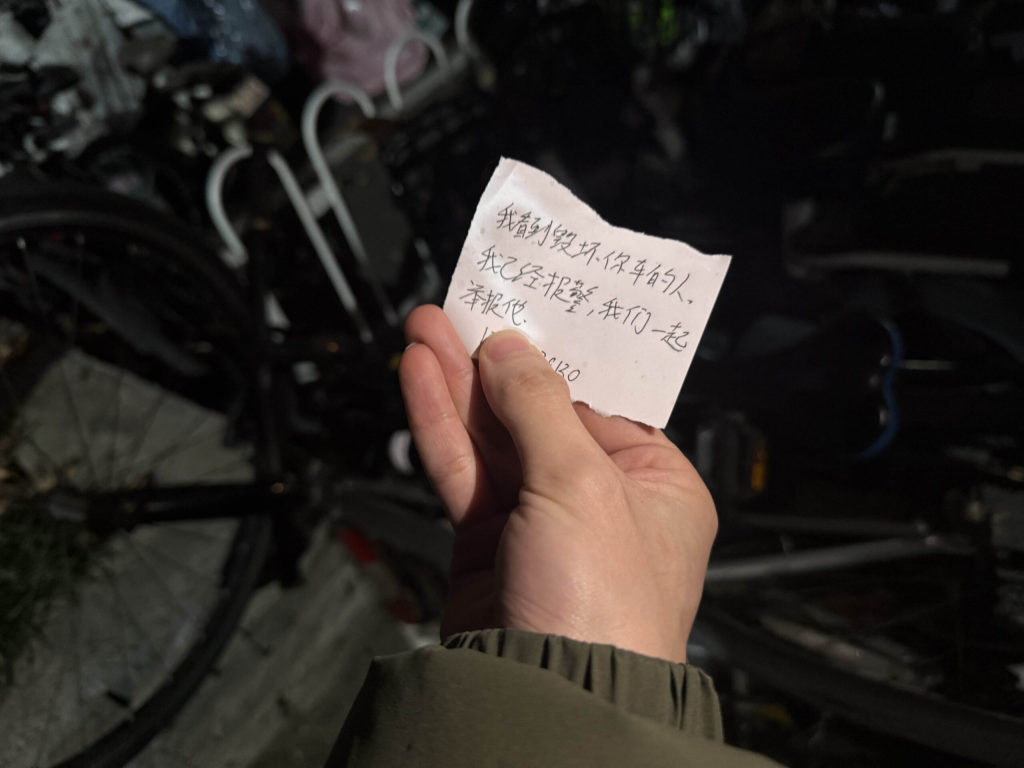 我看到毁坏你车的人。
我已经报警，我们一起
举报他.